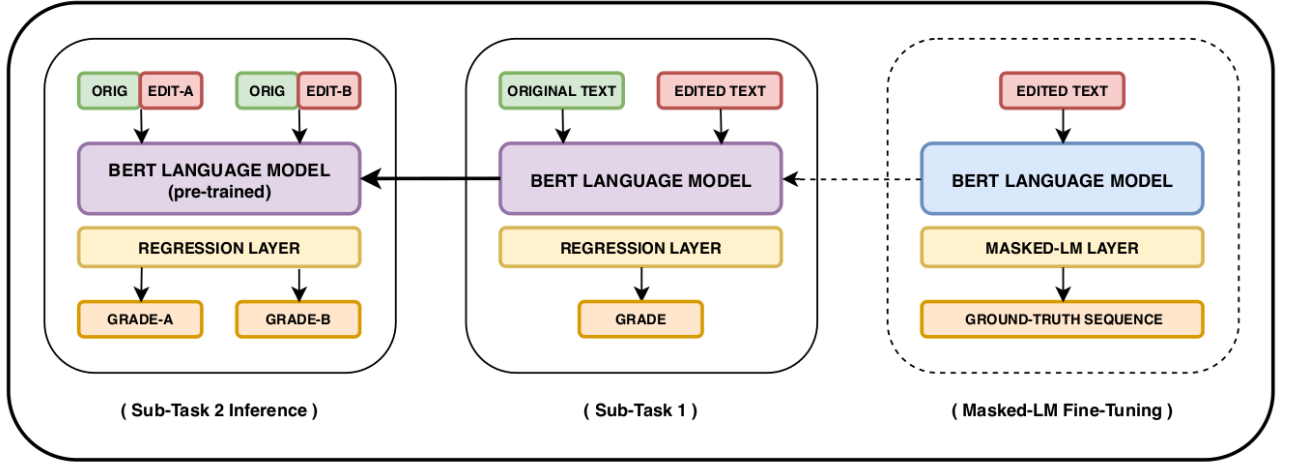 ORIG EDIT-A ORIG EDIT-B
BERT LANGUAGE MODEL
(pre-trained)
REGRESSION LAYER
GRADE-A GRADE-B
( Sub-Task 2 Inference )
ORIGINAL TEXT EDITED TEXT
BERT LANGUAGE MODEL
REGRESSION LAYER
GRADE
( Sub-Task 1 )
EDITED TEXT
BERT LANGUAGE MODEL
MASKED-LM LAYER
GROUND-TRUTH SEQUENCE
( Masked-LM Fine-Tuning )